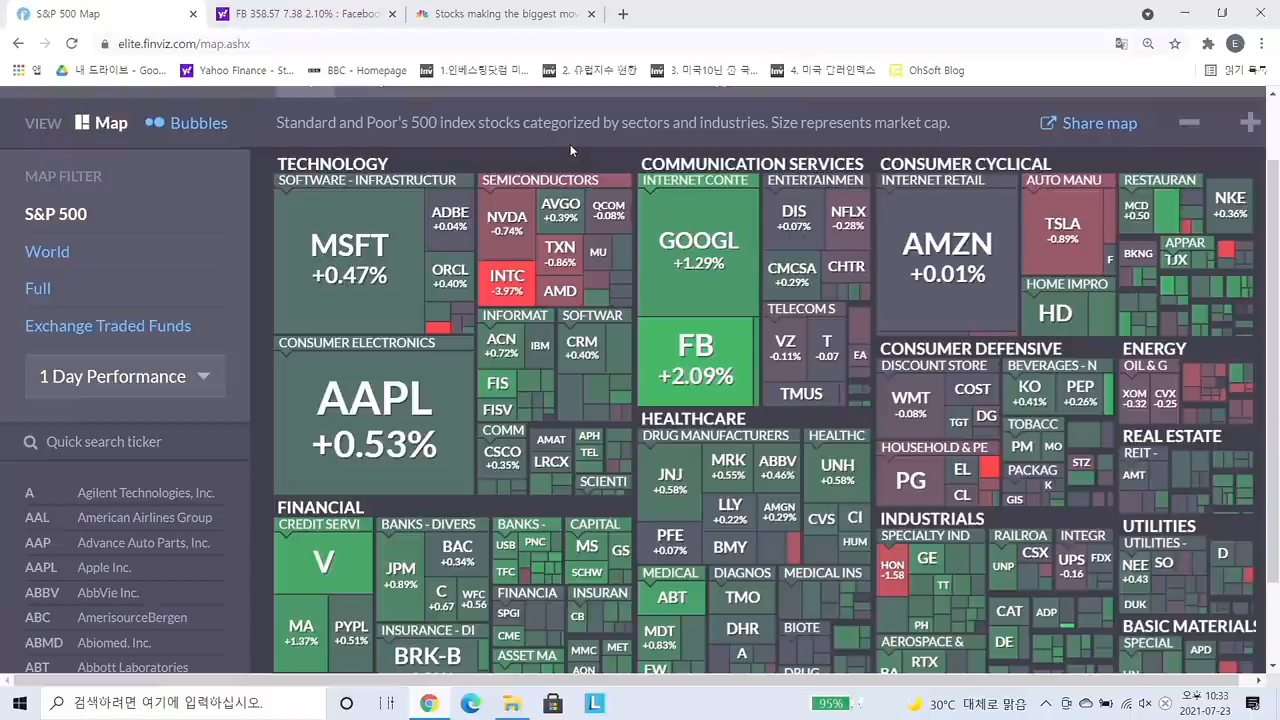 S&P 500 Map
FB 358.57 7.38 2.10% : Facebo
Stocks making the biggest mov
elite.finviz.com/map.ashx
E
앱
내 드라이브 - Goo...
Yahoo Finance - St...
BBC - Homepage
1.인베스팅닷컴 미...
2. 유럽지수 현황
3. 미국10년 만 국...
4. 미국 달러인덱스
OhSoft Blog
읽기 목록
VIEW Map Bubbles
Standard and Poor's 500 index stocks categorized by sectors and industries. Size represents market cap.
Share map
MAP FILTER
S&P 500
World
Full
Exchange Traded Funds
1 Day Performance
Quick search ticker
A Agilent Technologies, Inc.
AAL American Airlines Group
AAP Advance Auto Parts, Inc.
AAPL Apple Inc.
ABBV AbbVie Inc.
ABC AmerisourceBergen
ABMD Abiomed, Inc.
ABT Abbott Laboratories
TECHNOLOGY
SOFTWARE - INFRASTRUCTUR
MSFT
+0.47%
ADBE
+0.04%
ORCL
+0.40%
SEMICONDUCTORS
NVDA
-0.74%
AVGO
+0.39%
QCOM
-0.08%
TXN
-0.86%
MU
INTC
-3.97%
AMD
CONSUMER ELECTRONICS
AAPL
+0.53%
INFORMAT
ACN
+0.72%
IBM
FIS
FISV
SOFTWAR
CRM
+0.40%
COMM
CSCO
+0.35%
AMAT
LRCX
APH
TEL
SCIENTI
COMMUNICATION SERVICES
INTERNET CONTE
GOOGL
+1.29%
FB
+2.09%
ENTERTAINMEN
DIS
+0.07%
NFLX
-0.28%
CMCSA
+0.29%
CHTR
TELECOM S
VZ
-0.11%
T
-0.07
EA
TMUS
CONSUMER CYCLICAL
INTERNET RETAIL
AMZN
+0.01%
AUTO MANU
TSLA
-0.89%
F
HOME IMPRO
HD
RESTAURAN
MCD
+0.50
NKE
+0.36%
BKNG
APPAR
TJX
FINANCIAL
CREDIT SERVI
V
MA
+1.37%
PYPL
+0.51%
BANKS - DIVERS
JPM
+0.89%
BAC
+0.34%
C
+0.67
WFC
+0.56
INSURANCE - DI
BRK-B
BANKS -
USB
PNC
TFC
CAPITAL
MS
GS
SCHW
FINANCIA
SPGI
CME
INSURAN
CB
MMC
MET
AON
ASSET MA
HEALTHCARE
DRUG MANUFACTURERS
JNJ
+0.58%
MRK
+0.55%
ABBV
+0.46%
PFE
+0.07%
LLY
+0.22%
AMGN
+0.29%
BMY
HEALTHC
UNH
+0.58%
CVS
CI
HUM
MEDICAL
ABT
MDT
+0.83%
EW
DIAGNOS
TMO
DHR
A
MEDICAL INS
BIOTE
DRUG
CONSUMER DEFENSIVE
DISCOUNT STORE
WMT
-0.08%
COST
TGT
DG
HOUSEHOLD & PE
PG
EL
CL
BEVERAGES - N
KO
+0.41%
PEP
+0.26%
TOBACC
PM
MO
PACKAG
K
GIS
STZ
INDUSTRIALS
SPECIALTY IND
HON
-1.58
GE
TT
PH
AEROSPACE &
BA
RTX
RAILROA
UNP
CSX
INTEGR
UPS
-0.16
FDX
CAT
ADP
DE
ENERGY
OIL & G
XOM
-0.32
CVX
-0.25
REAL ESTATE
REIT -
AMT
UTILITIES
UTILITIES -
NEE
+0.43
SO
D
DUK
BASIC MATERIALS
SPECIAL
APD
검색하려면 여기에 입력하십시오.
L
95%
30°C 대체로 맑음
오후 10:33
2021-07-23